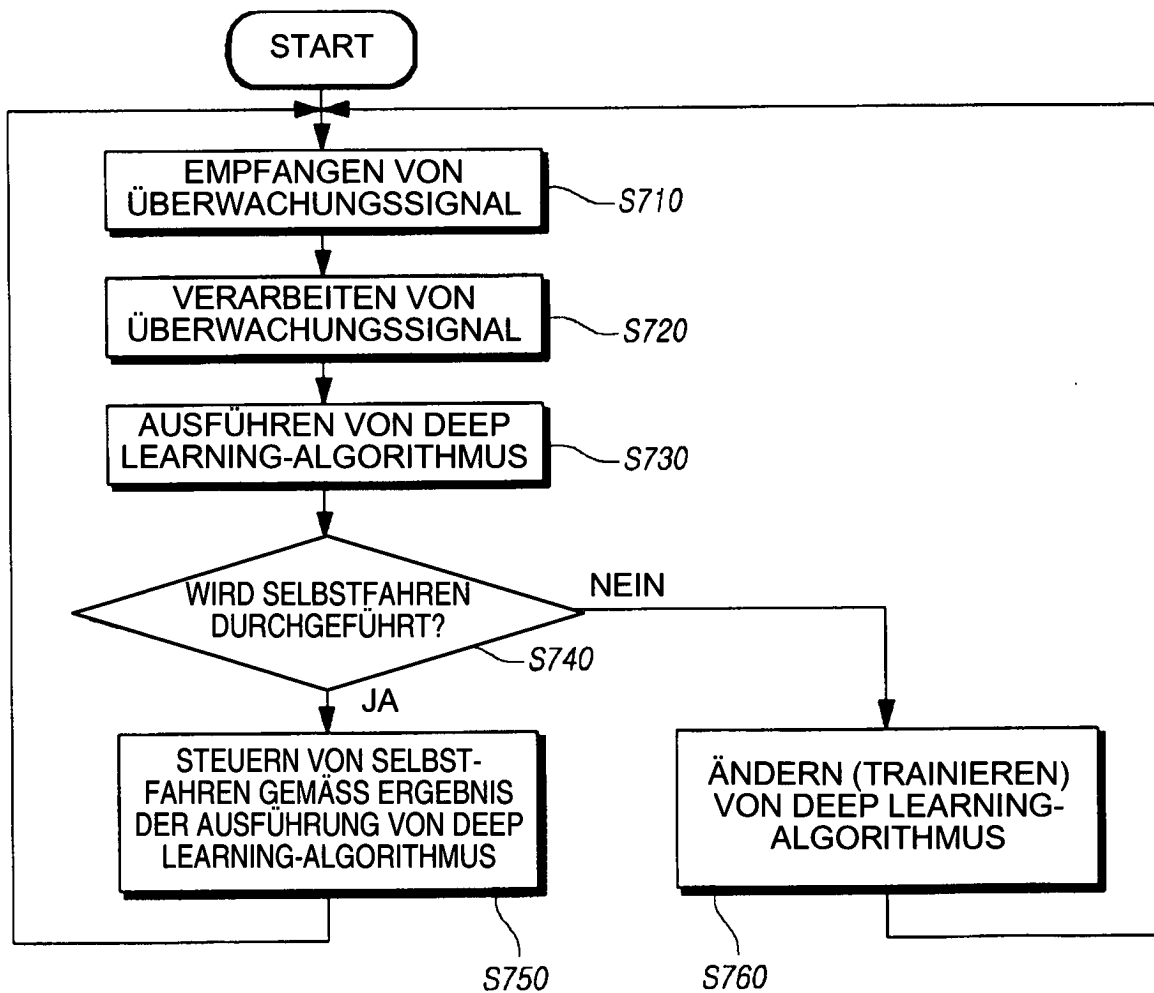 START
EMPFANGEN VON
ÜBERWACHUNGSSIGNAL
S710
VERARBEITEN VON
ÜBERWACHUNGSSIGNAL
S720
AUSFÜHREN VON DEEP
LEARNING-ALGORITHMUS
S730
WIRD SELBSTFAHREN
DURCHGEFÜHRT?
S740
NEIN
JA
STEUERN VON SELBST-
FAHREN GEMÄSS ERGEBNIS
DER AUSFÜHRUNG VON DEEP
LEARNING-ALGORITHMUS
S750
ÄNDERN (TRAINIEREN)
VON DEEP LEARNING-
ALGORITHMUS
S760